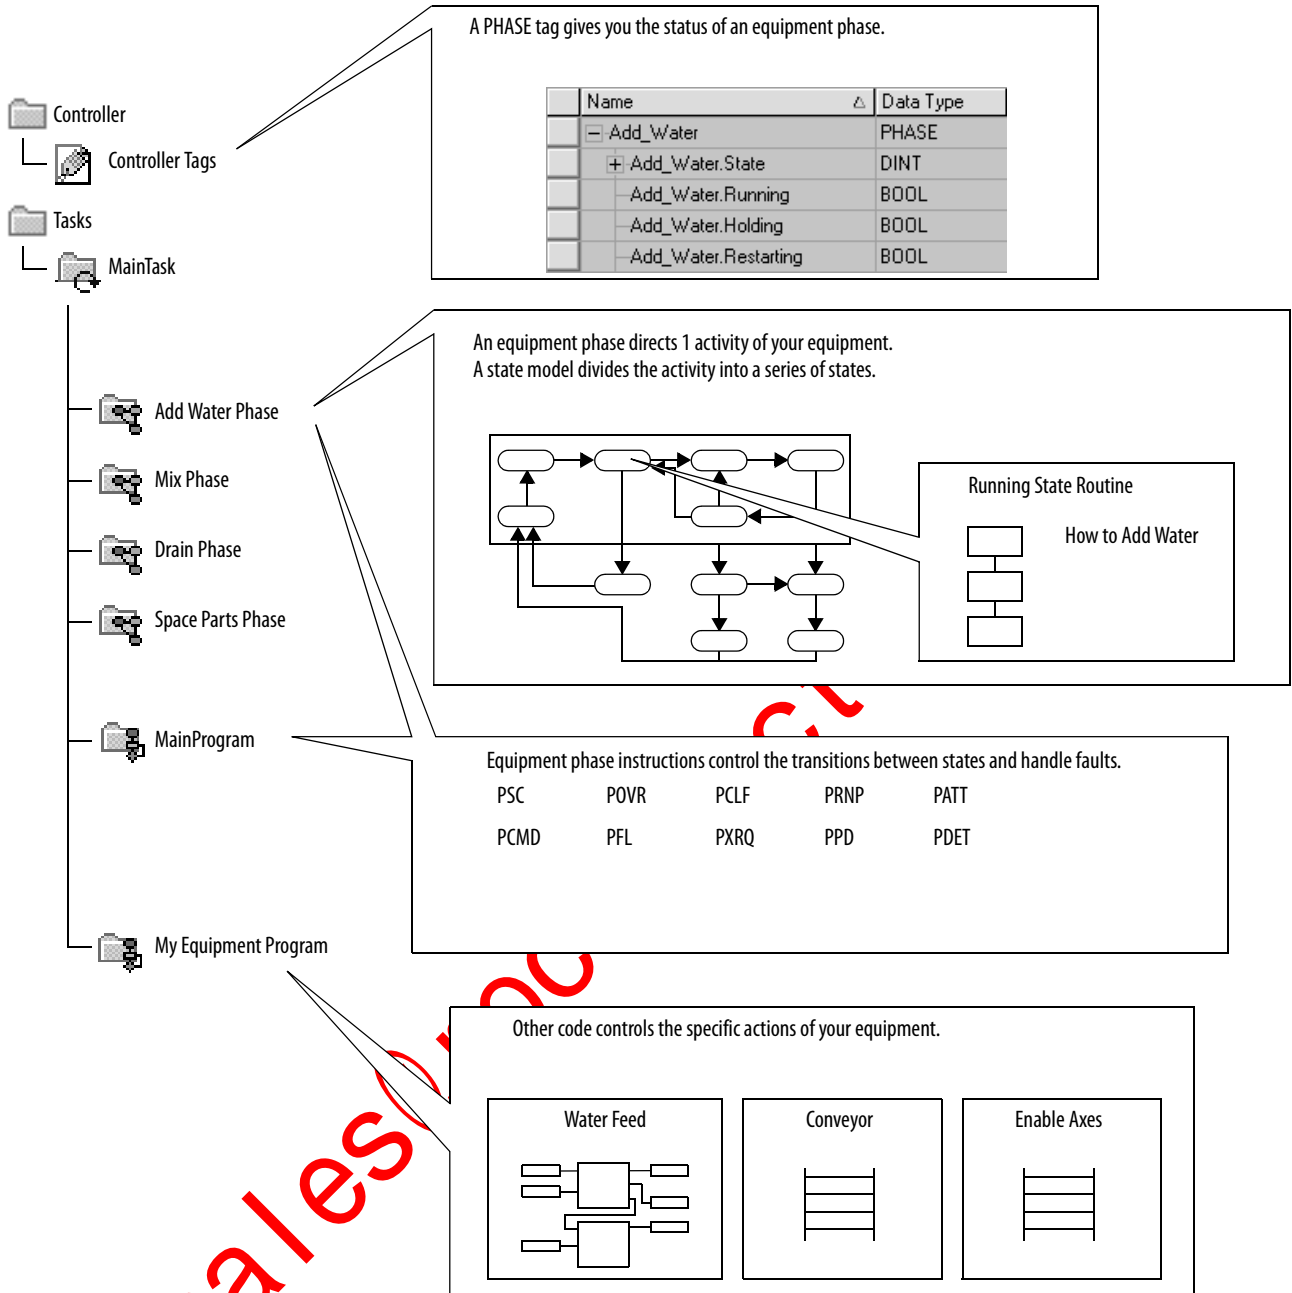 A PHASE tag gives you the status of an equipment phase.
Name Data Type
Add_Water PHASE
Add_Water.State DINT
Add_Water.Running BOOL
Add_Water.Holding BOOL
Add_Water.Restarting BOOL
Controller
Controller Tags
Tasks
MainTask
An equipment phase directs 1 activity of your equipment.
A state model divides the activity into a series of states.
Add Water Phase
Mix Phase
Drain Phase
Space Parts Phase
Running State Routine
How to Add Water
MainProgram
Equipment phase instructions control the transitions between states and handle faults.
PSC POVR PCLF PRNP PATT
PCMD PFL PXRQ PPD PDET
My Equipment Program
Other code controls the specific actions of your equipment.
Water Feed
Conveyor
Enable Axes